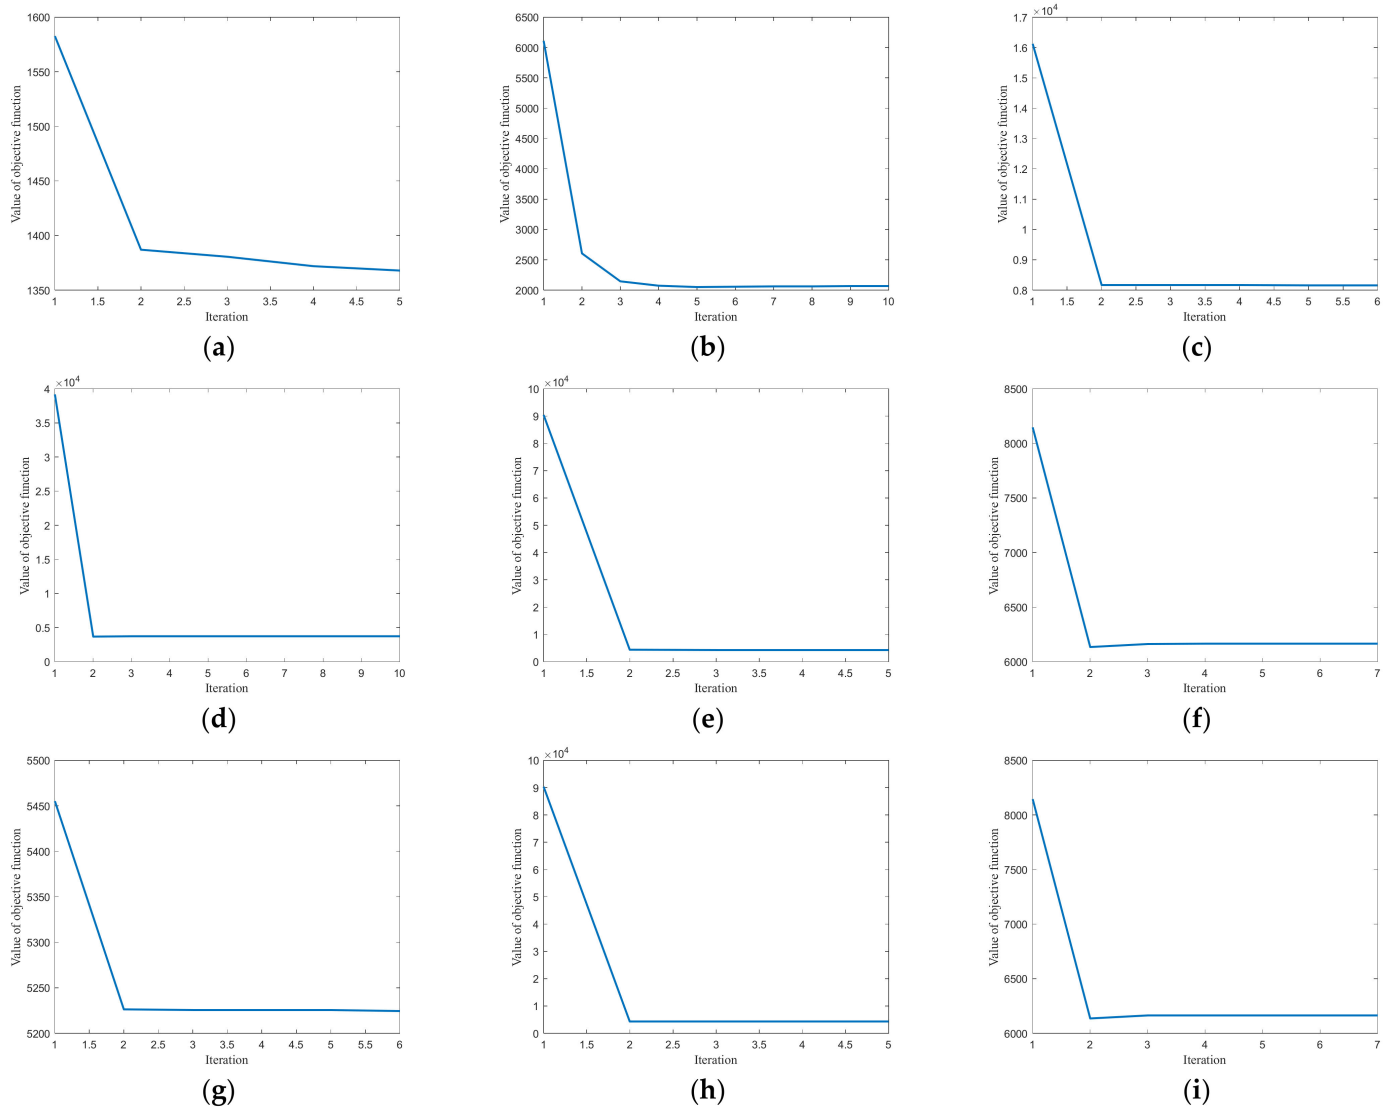 1600
1550
1500
1450
1400
1350
Value of objective function
1 1.5 2 2.5 3 3.5 4 4.5 5
Iteration
(a)
6500
6000
5500
5000
4500
4000
3500
3000
2500
2000
Value of objective function
1 2 3 4 5 6 7 8 9 10
Iteration
(b)
×10⁴
1.7
1.6
1.5
1.4
1.3
1.2
1.1
1
0.9
0.8
Value of objective function
1 1.5 2 2.5 3 3.5 4 4.5 5 5.5 6
Iteration
(c)
×10⁴
4
3.5
3
2.5
2
1.5
1
0.5
0
Value of objective function
1 2 3 4 5 6 7 8 9 10
Iteration
(d)
×10⁴
10
9
8
7
6
5
4
3
2
1
0
Value of objective function
1 1.5 2 2.5 3 3.5 4 4.5 5
Iteration
(e)
8500
8000
7500
7000
6500
6000
Value of objective function
1 2 3 4 5 6 7
Iteration
(f)
5500
5450
5400
5350
5300
5250
5200
Value of objective function
1 1.5 2 2.5 3 3.5 4 4.5 5 5.5 6
Iteration
(g)
×10⁴
10
9
8
7
6
5
4
3
2
1
0
Value of objective function
1 1.5 2 2.5 3 3.5 4 4.5 5
Iteration
(h)
8500
8000
7500
7000
6500
6000
Value of objective function
1 2 3 4 5 6 7
Iteration
(i)